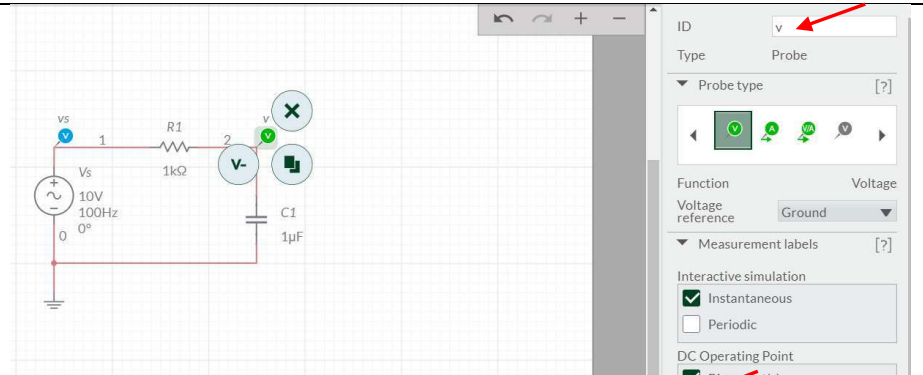 vs
1
R1
1kΩ
2
v
V-
Vs
10V
100Hz
0°
0
C1
1μF
ID
v
Type Probe
Probe type [?]
V A V/A V
Function Voltage
Voltage
reference
Ground
Measurement labels [?]
Interactive simulation
Instantaneous
Periodic
DC Operating Point